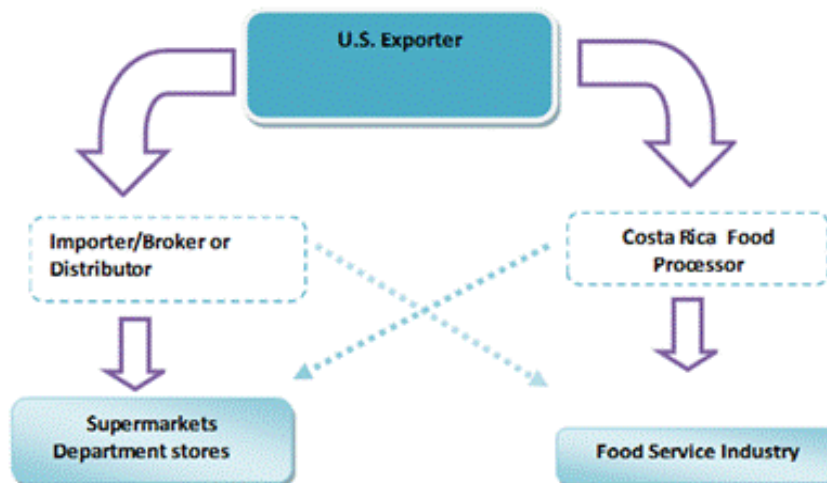 U.S. Exporter
Importer/Broker or
Distributor
Costa Rica Food
Processor
Supermarkets
Department stores
Food Service Industry